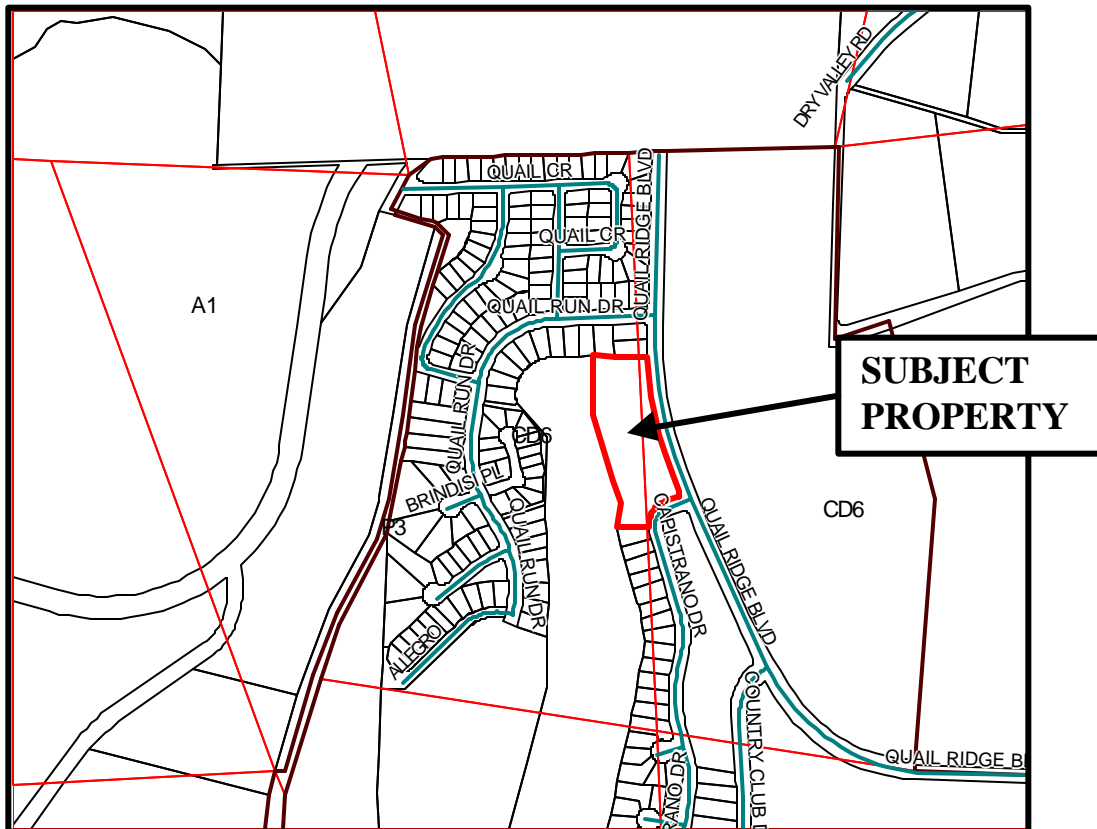 DRY VALLEY RD
QUAIL CR
QUAIL RIDGE BLVD
QUAIL CR
A1
QUAIL RUN DR
SUBJECT
PROPERTY
QUAIL RUN DR
CD6
BRINDISI PL
P3
QUAIL RUN DR
CAPISTRANO DR
QUAIL RIDGE BLVD
CD6
ALLEGRO
COUNTRY CLUB D
QUAIL RIDGE BL
RANO DR